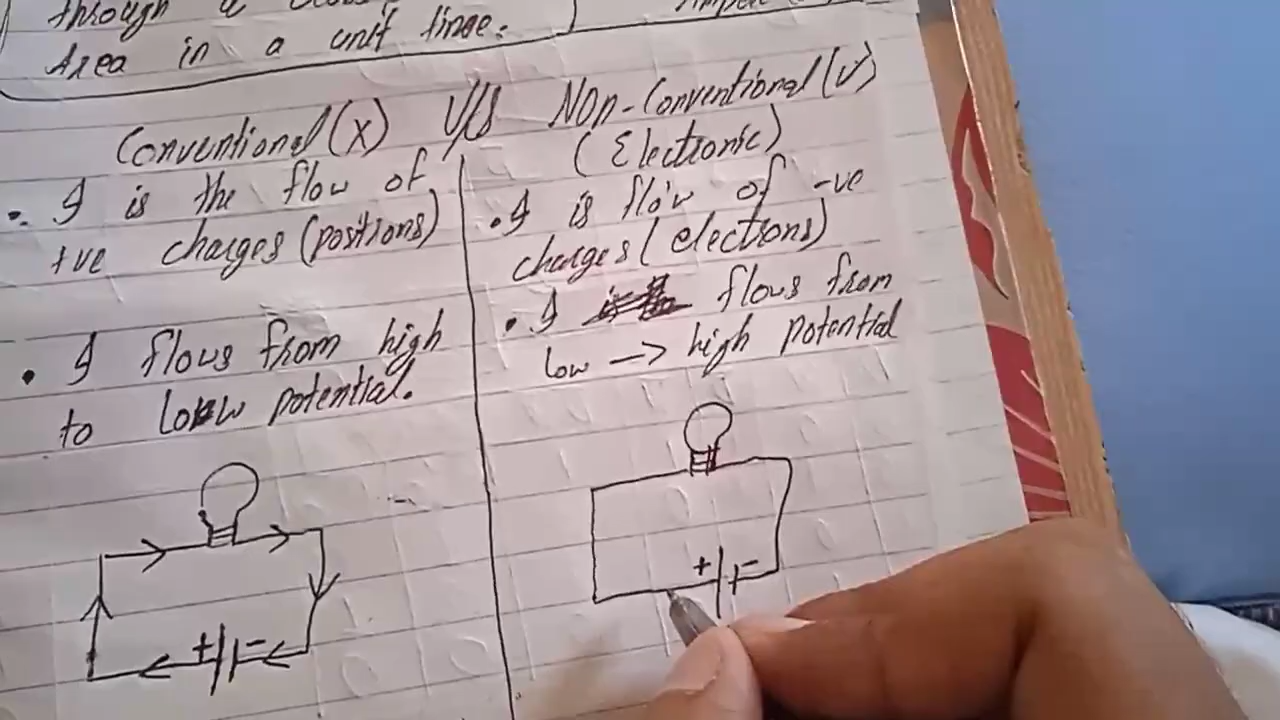 through a
Area in a unit time.
Conventional(x) V/S Non-Conventional(✓)
(Electronic)
• I is the flow of
+ve charges (positions)
• I flows from high
to low potential.
+ -
• I is flow of -ve
charges (electrons)
• I flows from
low → high potential
+ -